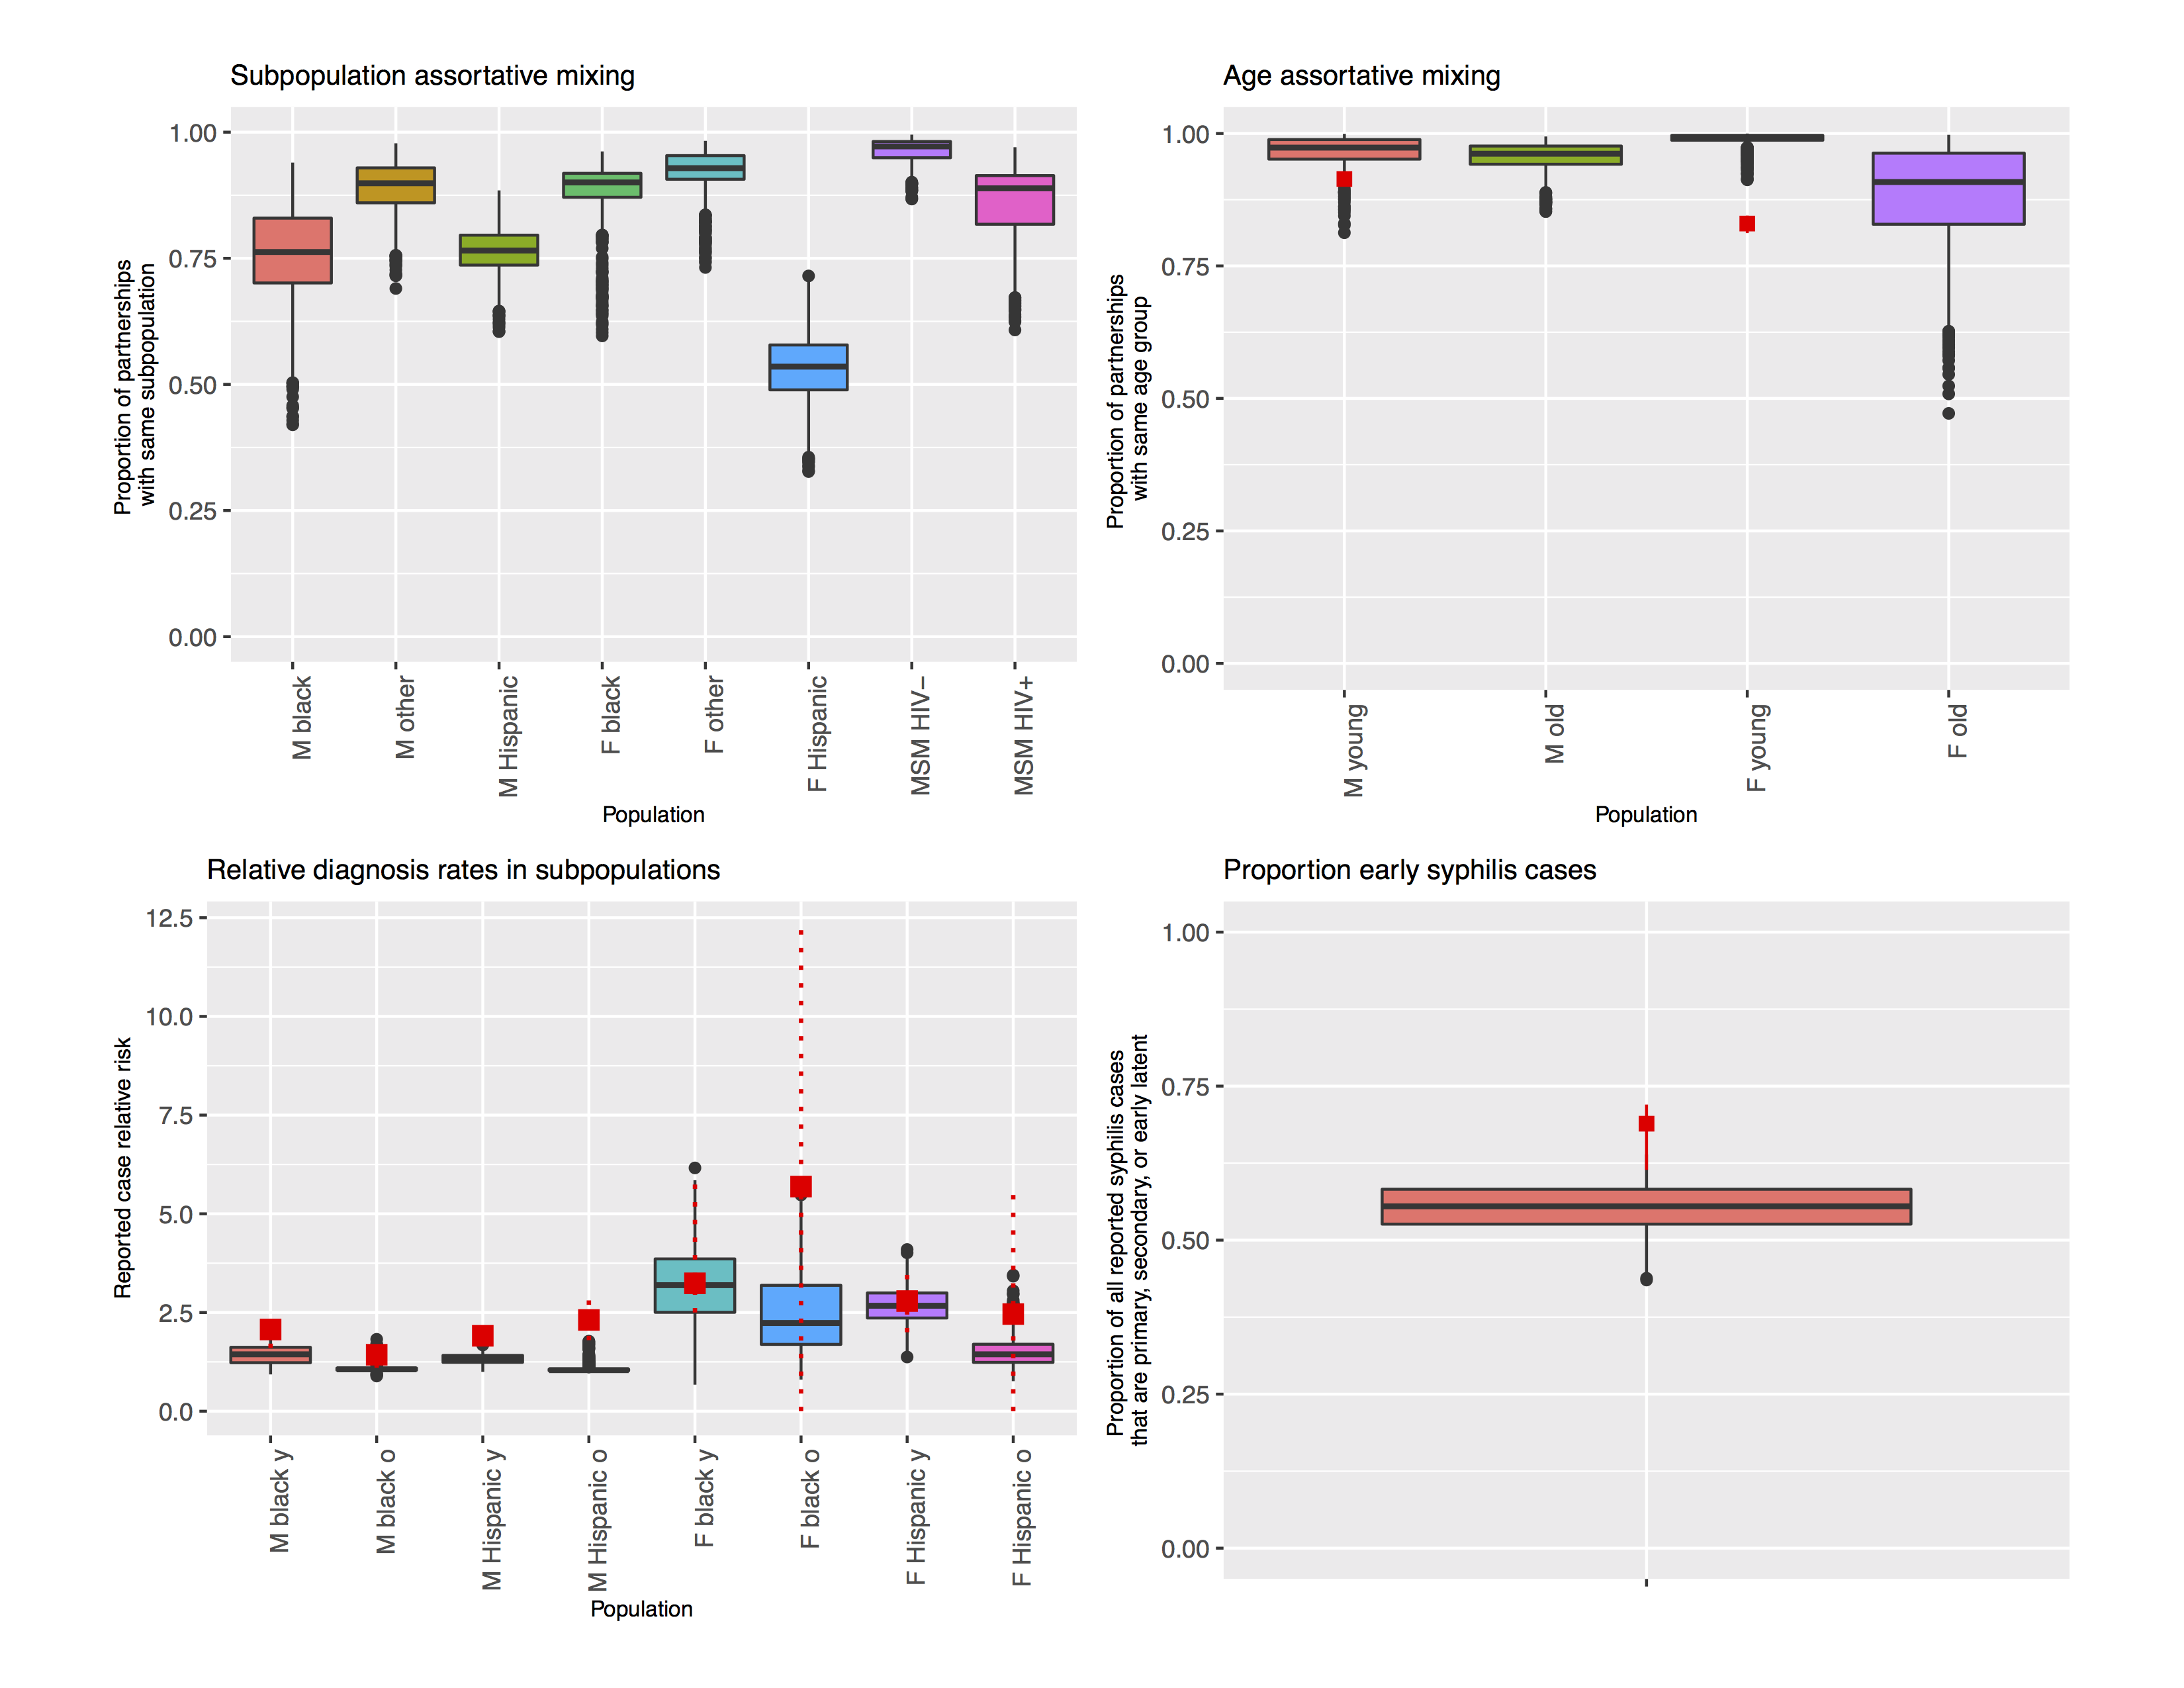 Subpopulation assortative mixing
Proportion of partnerships
with same subpopulation
1.00
0.75
0.50
0.25
0.00
M black
M other
M Hispanic
F black
F other
F Hispanic
MSM HIV−
MSM HIV+
Population
Age assortative mixing
Proportion of partnerships
with same age group
1.00
0.75
0.50
0.25
0.00
M young
M old
F young
F old
Population
Relative diagnosis rates in subpopulations
Reported case relative risk
12.5
10.0
7.5
5.0
2.5
0.0
M black y
M black o
M Hispanic y
M Hispanic o
F black y
F black o
F Hispanic y
F Hispanic o
Population
Proportion early syphilis cases
Proportion of all reported syphilis cases
that are primary, secondary, or early latent
1.00
0.75
0.50
0.25
0.00